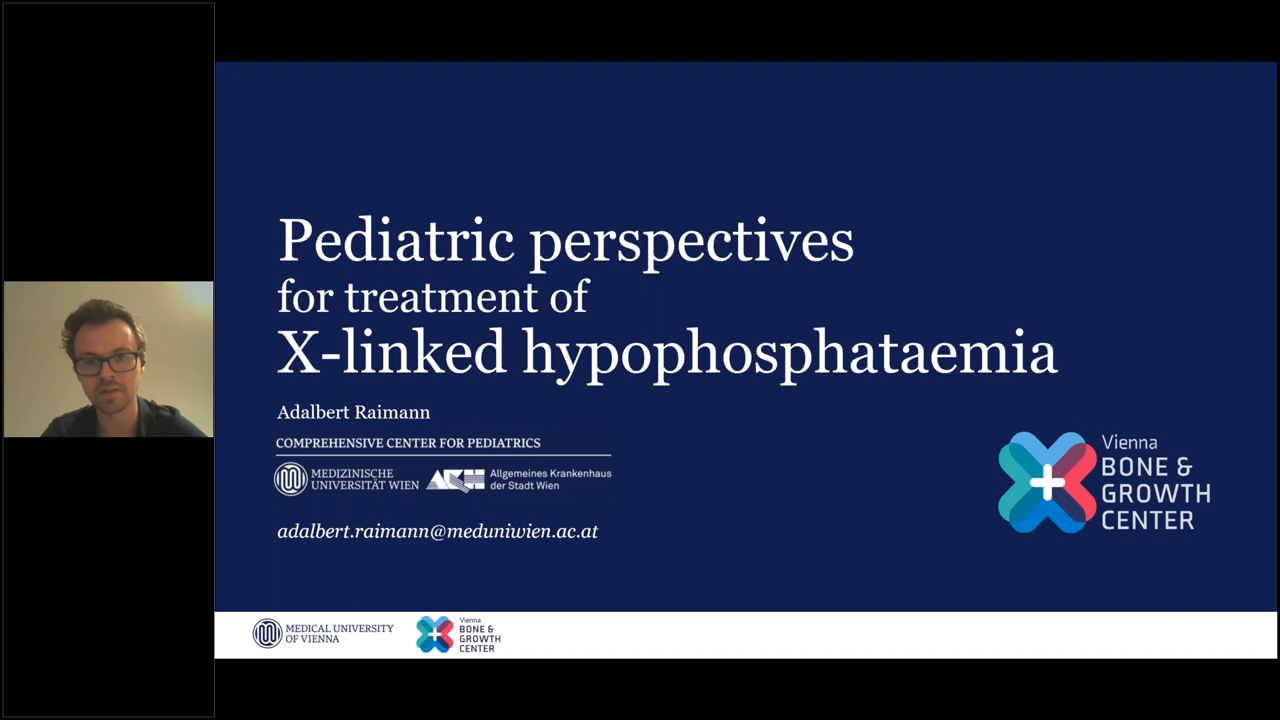 Pediatric perspectives
for treatment of
X-linked hypophosphataemia
Adalbert Raimann
COMPREHENSIVE CENTER FOR PEDIATRICS
MEDIZINISCHE
UNIVERSITÄT WIEN
AKH
Allgemeines Krankenhaus
der Stadt Wien
adalbert.raimann@meduniwien.ac.at
Vienna
BONE &
GROWTH
CENTER
MEDICAL UNIVERSITY
OF VIENNA
Vienna
BONE &
GROWTH
CENTER